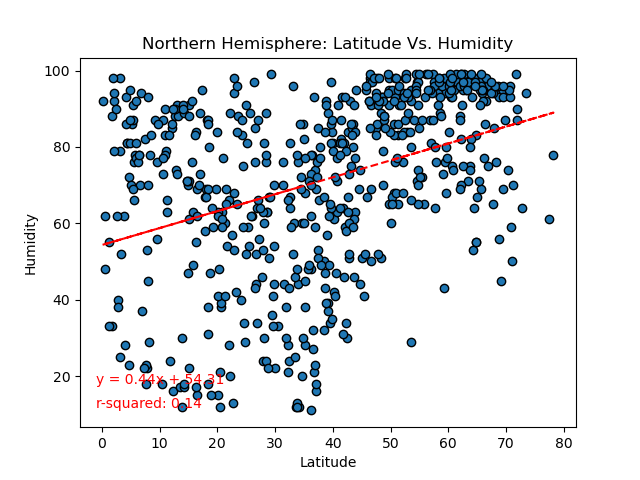 Northern Hemisphere: Latitude Vs. Humidity
100
80
60
40
20
Humidity
y = 0.44x + 54.31
r-squared: 0.14
0 10 20 30 40 50 60 70 80
Latitude